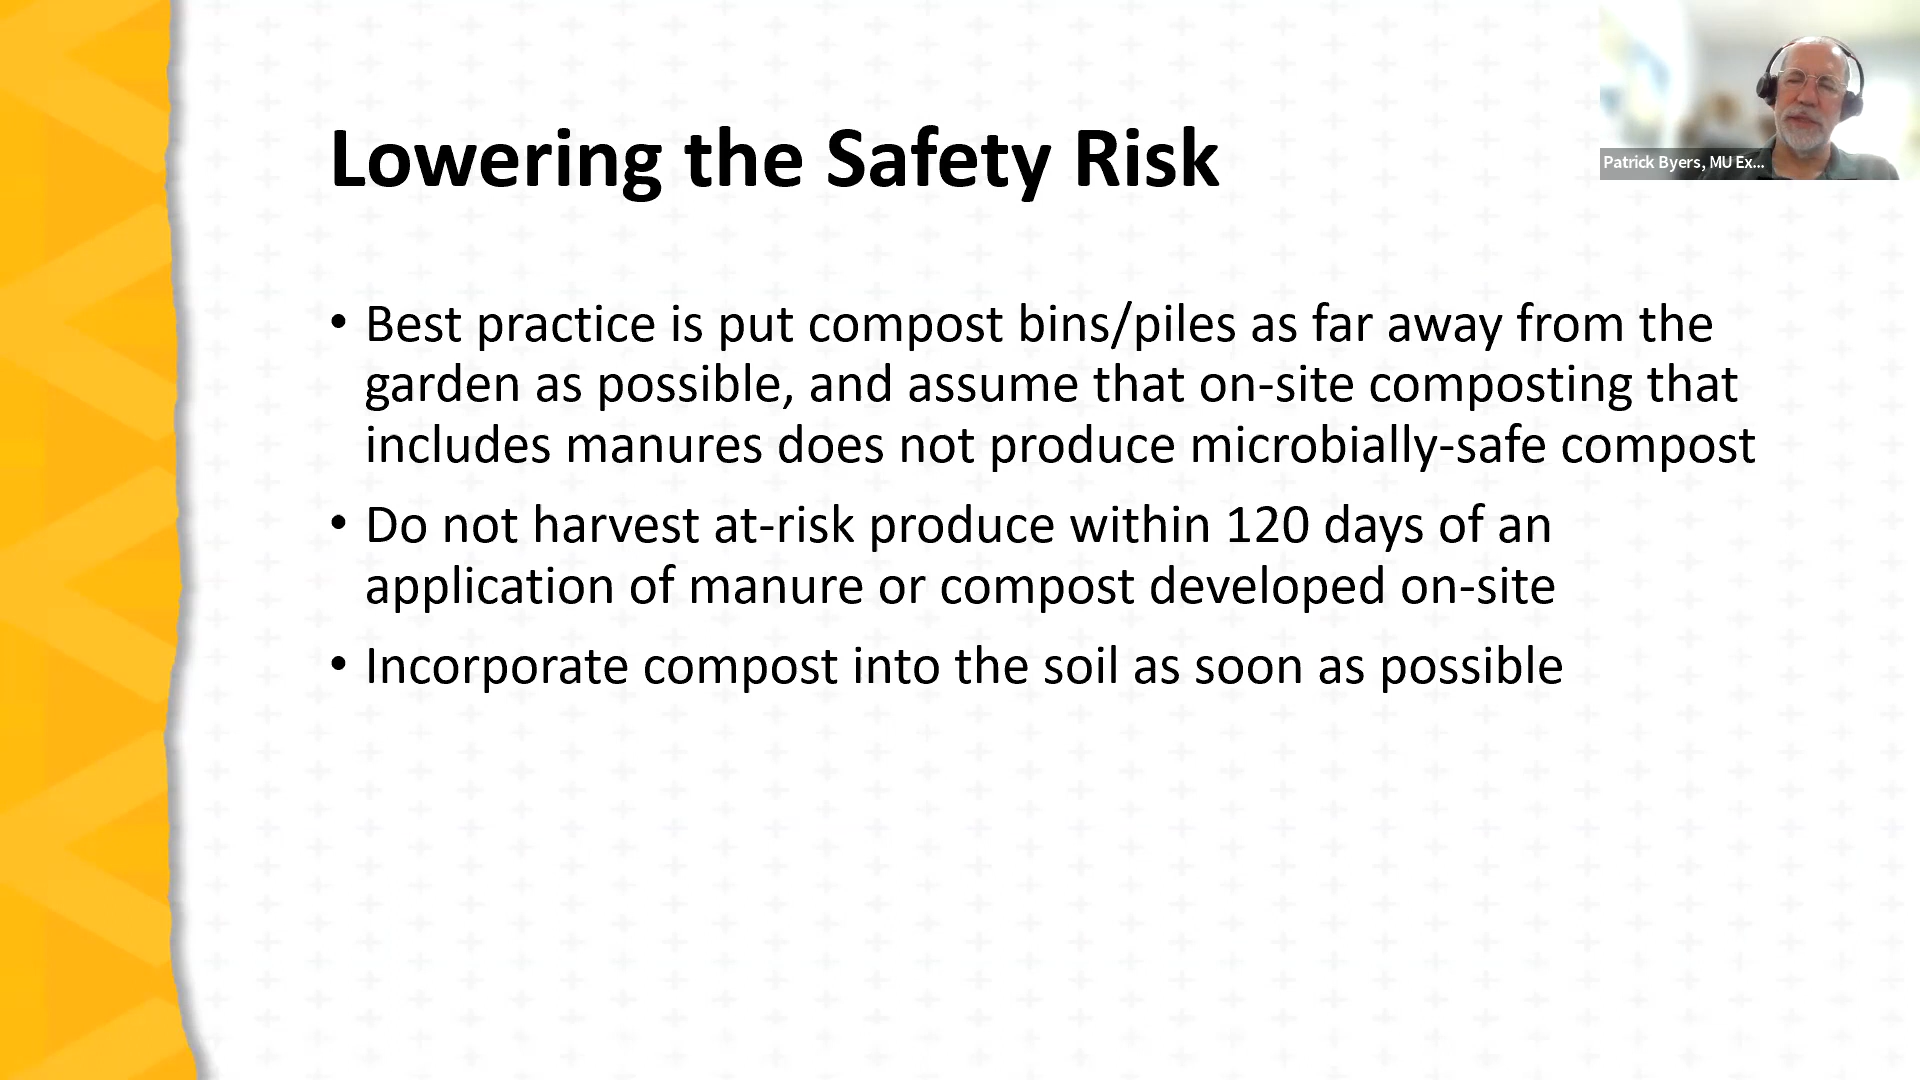 Lowering the Safety Risk
Patrick Byers, MU Ex...
• Best practice is put compost bins/piles as far away from the
garden as possible, and assume that on-site composting that
includes manures does not produce microbially-safe compost
• Do not harvest at-risk produce within 120 days of an
application of manure or compost developed on-site
• Incorporate compost into the soil as soon as possible